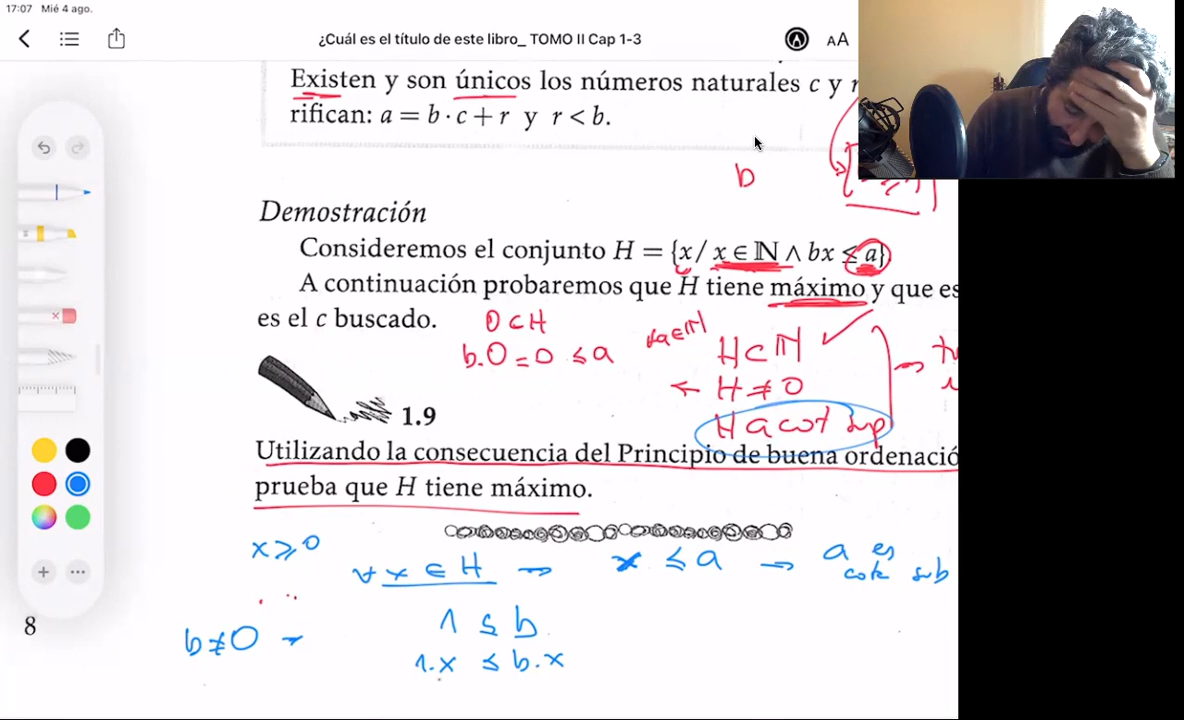 17:07 Mié 4 ago.
¿Cuál es el título de este libro_ TOMO II Cap 1-3
AA
Existen y son únicos los números naturales c y r
rifican: a = b · c + r y r < b.
b
Demostración
Consideremos el conjunto H = {x / x ∈ ℕ ∧ bx ≤ a}
A continuación probaremos que H tiene máximo y que es
es el c buscado.
0 ∈ H
b.0 = 0 ≤ a
∀a∈ℕ
H ⊂ ℕ
H ≠ 0
H acot sup
1.9
Utilizando la consecuencia del Principio de buena ordenació
prueba que H tiene máximo.
x ≥ 0
∀ x ∈ H → x ≤ a → a es
cota sub
1 ≤ b
b ≠ 0 →
1.x ≤ b.x
8